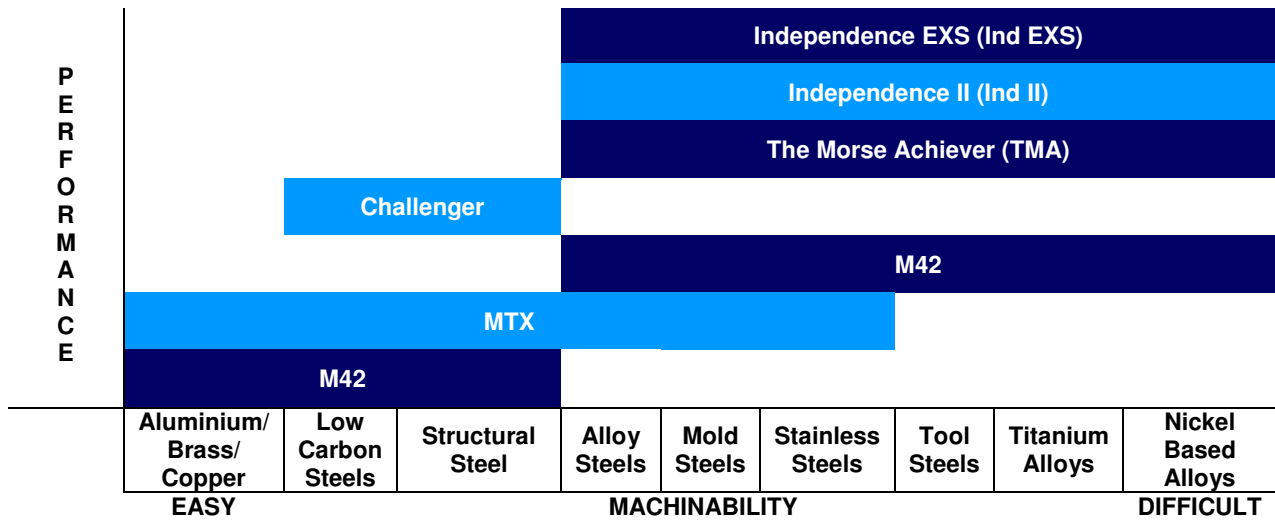 Independence EXS (Ind EXS)
P
E
R
F
O
R
M
A
N
C
E
Independence II (Ind II)
The Morse Achiever (TMA)
Challenger
M42
MTX
M42
Aluminium/
Brass/
Copper
Low
Carbon
Steels
Structural
Steel
Alloy
Steels
Mold
Steels
Stainless
Steels
Tool
Steels
Titanium
Alloys
Nickel
Based
Alloys
EASY MACHINABILITY DIFFICULT